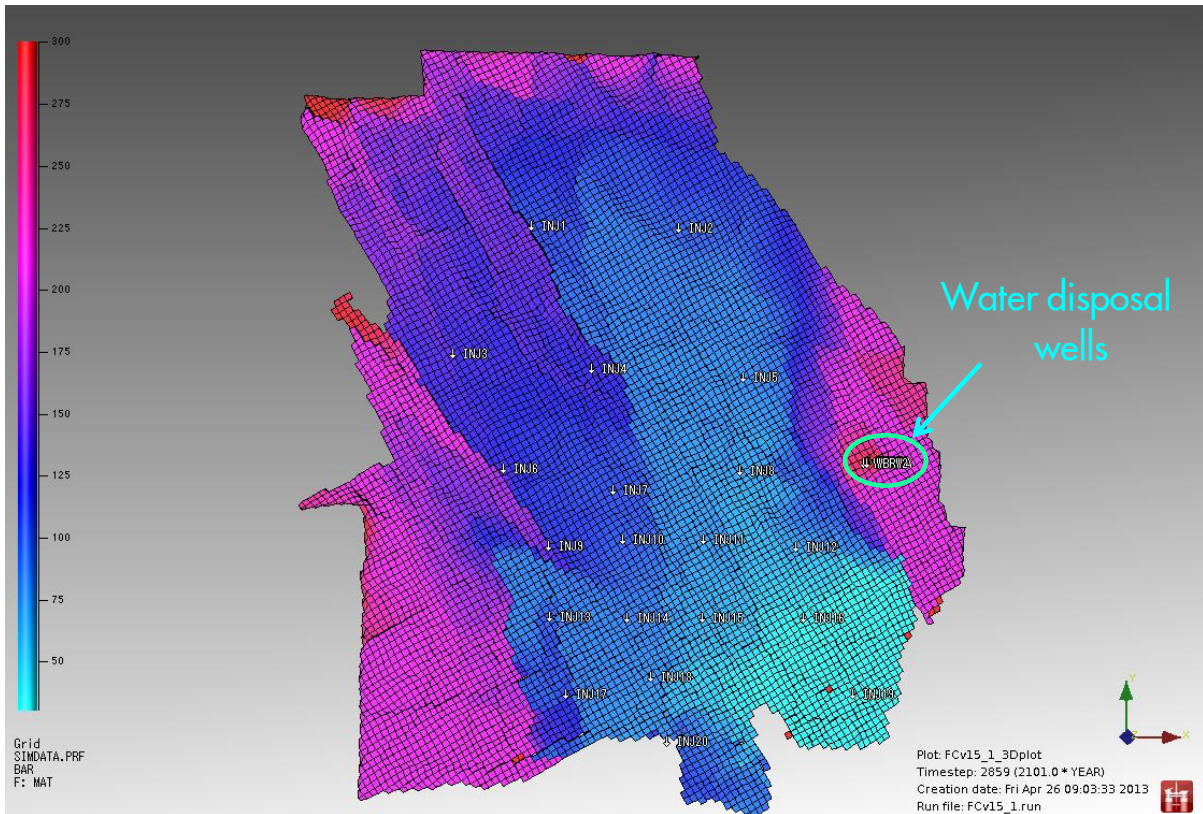 300
275
250
225
200
175
150
125
100
75
50
INJ1
INJ2
INJ3
INJ4
INJ5
Water disposal
wells
INJ6
INJ7
INJ8
INJ9
INJ10
INJ11
INJ12
INJ13
INJ14
INJ15
INJ16
INJ17
INJ18
INJ19
INJ20
Grid
SIMDATA.PRF
BAR
F: MAT
Plot: FCv15_1_3Dplot
Timestep: 2859 (2101.0 * YEAR)
Creation date: Fri Apr 26 09:03:33 2013
Run file: FCv15_1.run
Y
X